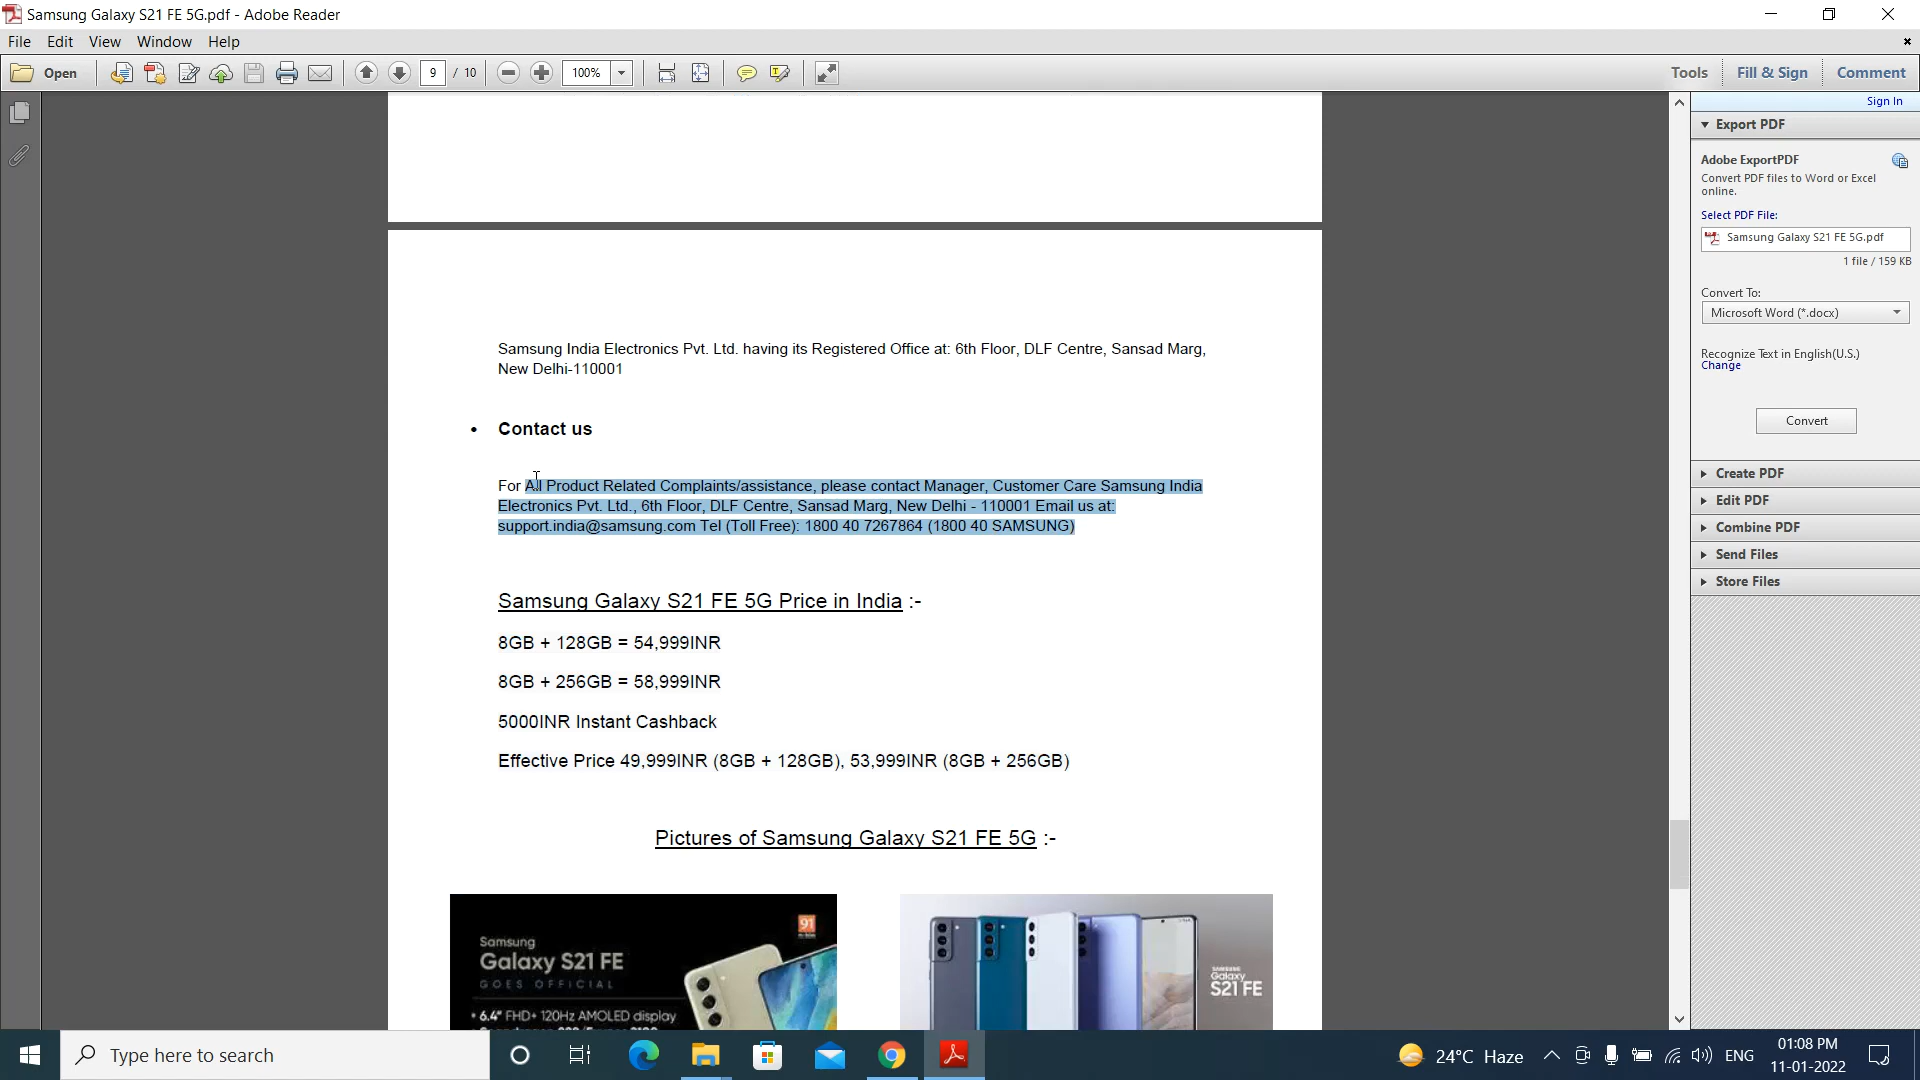 Samsung Galaxy S21 FE 5G.pdf - Adobe Reader
File Edit View Window Help
Open 9 / 10 100% Tools Fill & Sign Comment
Sign In
Export PDF
Adobe ExportPDF
Convert PDF files to Word or Excel
online.
Select PDF File:
Samsung Galaxy S21 FE 5G.pdf
1 file / 159 KB
Convert To:
Microsoft Word (*.docx)
Recognize Text in English(U.S.)
Change
Convert
Create PDF
Edit PDF
Combine PDF
Send Files
Store Files
Samsung India Electronics Pvt. Ltd. having its Registered Office at: 6th Floor, DLF Centre, Sansad Marg,
New Delhi-110001
• Contact us
For All Product Related Complaints/assistance, please contact Manager, Customer Care Samsung India
Electronics Pvt. Ltd., 6th Floor, DLF Centre, Sansad Marg, New Delhi - 110001 Email us at:
support.india@samsung.com Tel (Toll Free): 1800 40 7267864 (1800 40 SAMSUNG)
Samsung Galaxy S21 FE 5G Price in India :-
8GB + 128GB = 54,999INR
8GB + 256GB = 58,999INR
5000INR Instant Cashback
Effective Price 49,999INR (8GB + 128GB), 53,999INR (8GB + 256GB)
Pictures of Samsung Galaxy S21 FE 5G :-
91
Samsung
Galaxy S21 FE
GOES OFFICIAL
• 6.4" FHD+ 120Hz AMOLED display
SAMSUNG
Galaxy
S21 FE
Type here to search
24°C Haze
ENG
01:08 PM
11-01-2022